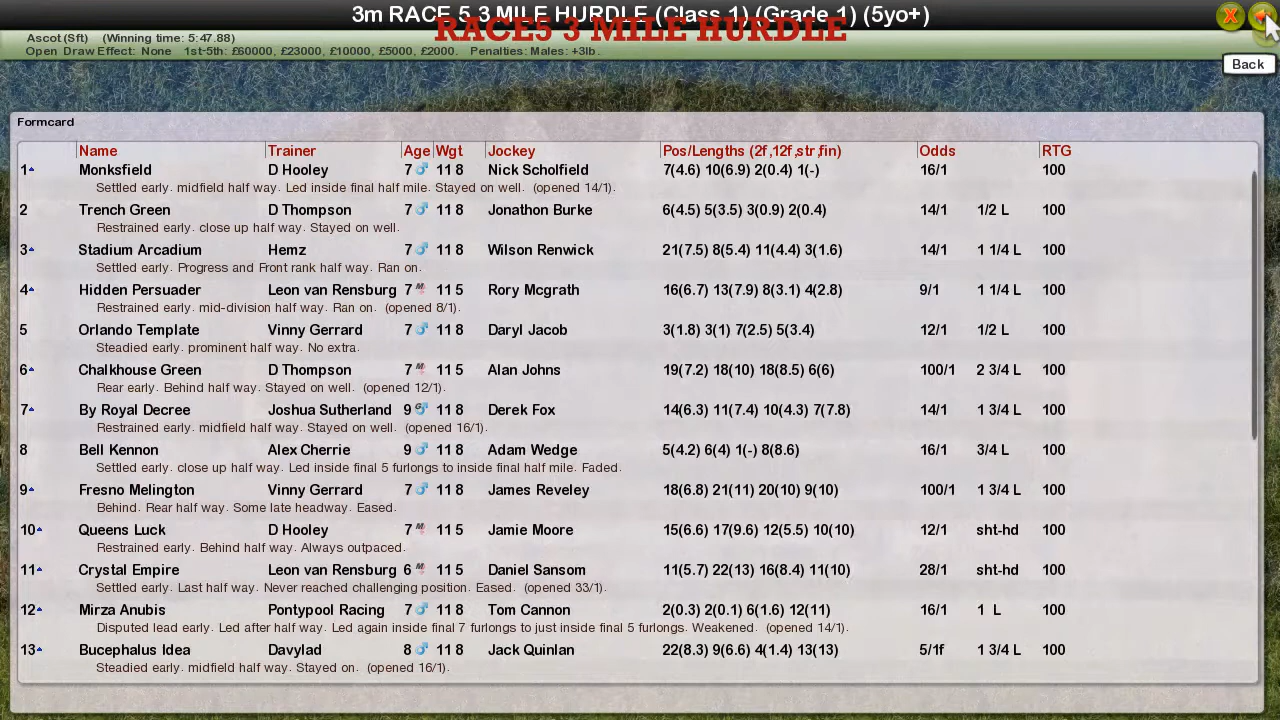 3m RACE 5 3 MILE HURDLE (Class 1) (Grade 1) (5yo+)
RACE5 3 MILE HURDLE
Ascot (Sft) (Winning time: 5:47.88)
Open Draw Effect: None 1st-5th: £60000, £23000, £10000, £5000, £2000. Penalties: Males: +3lb.
Back
Formcard
Name Trainer Age Wgt Jockey Pos/Lengths (2f,12f,str,fin) Odds RTG
1 Monksfield D Hooley 7 11 8 Nick Scholfield 7(4.6) 10(6.9) 2(0.4) 1(-) 16/1 100
Settled early. midfield half way. Led inside final half mile. Stayed on well. (opened 14/1).
2 Trench Green D Thompson 7 11 8 Jonathon Burke 6(4.5) 5(3.5) 3(0.9) 2(0.4) 14/1 1/2 L 100
Restrained early. close up half way. Stayed on well.
3 Stadium Arcadium Hemz 7 11 8 Wilson Renwick 21(7.5) 8(5.4) 11(4.4) 3(1.6) 14/1 1 1/4 L 100
Settled early. Progress and Front rank half way. Ran on.
4 Hidden Persuader Leon van Rensburg 7 11 5 Rory Mcgrath 16(6.7) 13(7.9) 8(3.1) 4(2.8) 9/1 1 1/4 L 100
Restrained early. mid-division half way. Ran on. (opened 8/1).
5 Orlando Template Vinny Gerrard 7 11 8 Daryl Jacob 3(1.8) 3(1) 7(2.5) 5(3.4) 12/1 1/2 L 100
Steadied early. prominent half way. No extra.
6 Chalkhouse Green D Thompson 7 11 5 Alan Johns 19(7.2) 18(10) 18(8.5) 6(6) 100/1 2 3/4 L 100
Rear early. Behind half way. Stayed on well. (opened 12/1).
7 By Royal Decree Joshua Sutherland 9 11 8 Derek Fox 14(6.3) 11(7.4) 10(4.3) 7(7.8) 14/1 1 3/4 L 100
Restrained early. midfield half way. Stayed on well. (opened 16/1).
8 Bell Kennon Alex Cherrie 9 11 8 Adam Wedge 5(4.2) 6(4) 1(-) 8(8.6) 16/1 3/4 L 100
Settled early. close up half way. Led inside final 5 furlongs to inside final half mile. Faded.
9 Fresno Melington Vinny Gerrard 7 11 8 James Reveley 18(6.8) 21(11) 20(10) 9(10) 100/1 1 3/4 L 100
Behind. Rear half way. Some late headway. Eased.
10 Queens Luck D Hooley 7 11 5 Jamie Moore 15(6.6) 17(9.6) 12(5.5) 10(10) 12/1 sht-hd 100
Restrained early. Behind half way. Always outpaced.
11 Crystal Empire Leon van Rensburg 6 11 5 Daniel Sansom 11(5.7) 22(13) 16(8.4) 11(10) 28/1 sht-hd 100
Settled early. Last half way. Never reached challenging position. Eased. (opened 33/1).
12 Mirza Anubis Pontypool Racing 7 11 8 Tom Cannon 2(0.3) 2(0.1) 6(1.6) 12(11) 16/1 1 L 100
Disputed lead early. Led after half way. Led again inside final 7 furlongs to just inside final 5 furlongs. Weakened. (opened 14/1).
13 Bucephalus Idea Davylad 8 11 8 Jack Quinlan 22(8.3) 9(6.6) 4(1.4) 13(13) 5/1f 1 3/4 L 100
Steadied early. midfield half way. Stayed on. (opened 16/1).